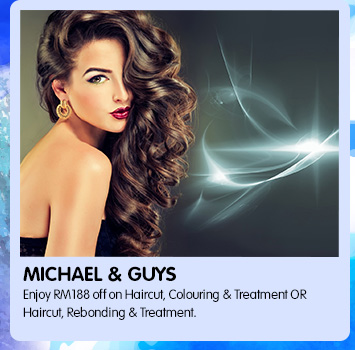 MICHAEL & GUYS
Enjoy RM188 off on Haircut, Colouring & Treatment OR
Haircut, Rebonding & Treatment.